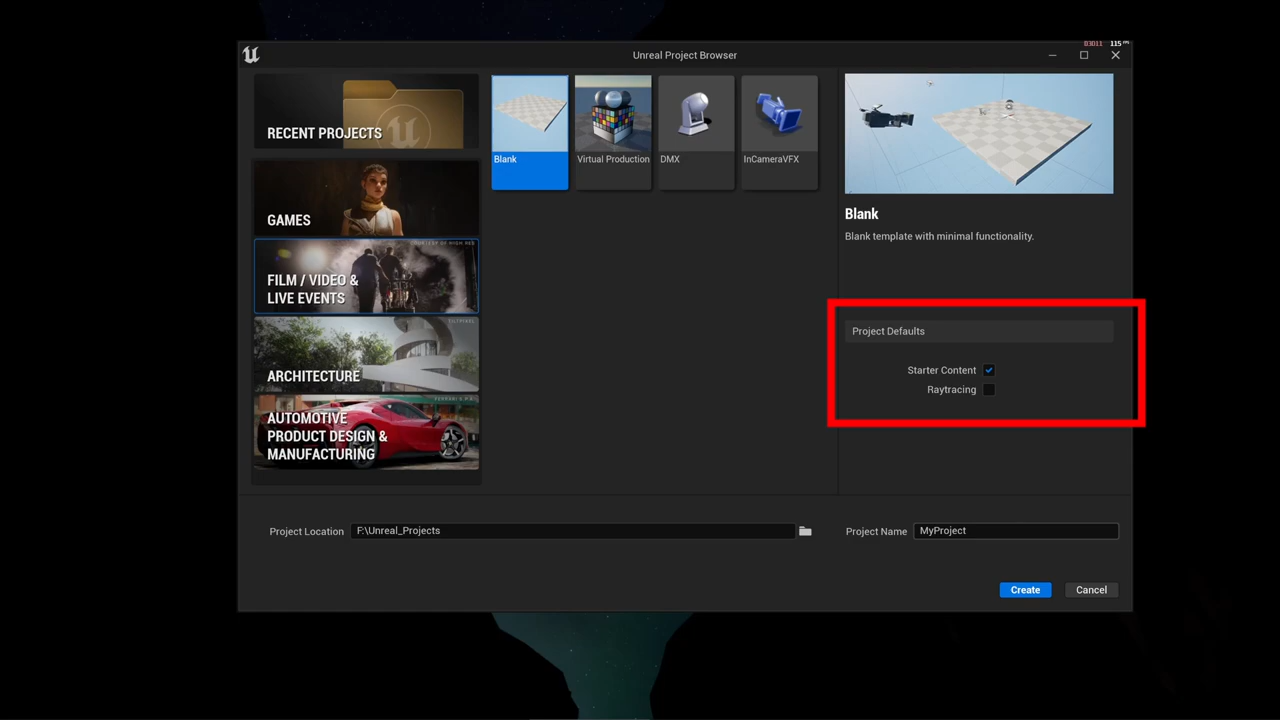 03011 115
Unreal Project Browser
RECENT PROJECTS
GAMES
FILM / VIDEO &
LIVE EVENTS
ARCHITECTURE
AUTOMOTIVE
PRODUCT DESIGN &
MANUFACTURING
Blank
Virtual Production
DMX
InCameraVFX
Blank
Blank template with minimal functionality.
Project Defaults
Starter Content
Raytracing
Project Location F:\Unreal_Projects
Project Name MyProject
Create
Cancel